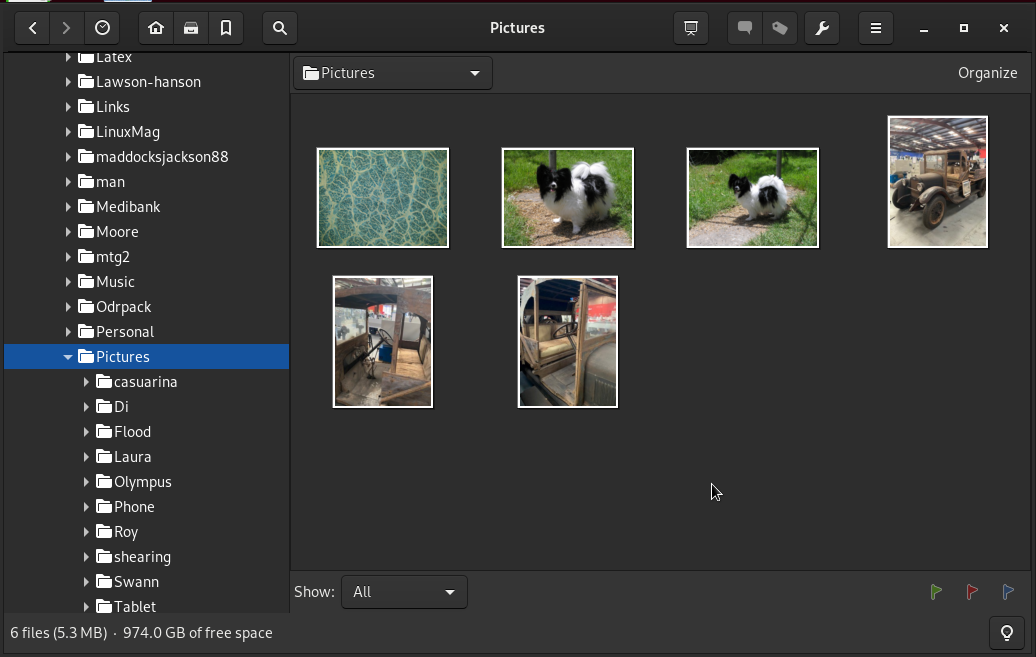 Pictures
Latex
Lawson-hanson
Links
LinuxMag
maddocksjackson88
man
Medibank
Moore
mtg2
Music
Odrpack
Personal
Pictures
casuarina
Di
Flood
Laura
Olympus
Phone
Roy
shearing
Swann
Tablet
Pictures
Organize
Show: All
6 files (5.3 MB) · 974.0 GB of free space